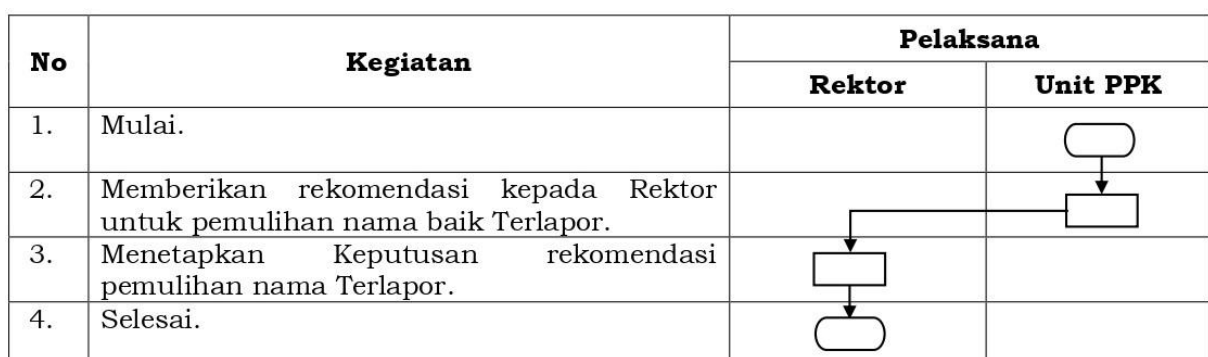 No
Kegiatan
Pelaksana
Rektor
Unit PPK
1.
Mulai.
2.
Memberikan rekomendasi kepada Rektor
untuk pemulihan nama baik Terlapor.
3.
Menetapkan Keputusan rekomendasi
pemulihan nama Terlapor.
4.
Selesai.